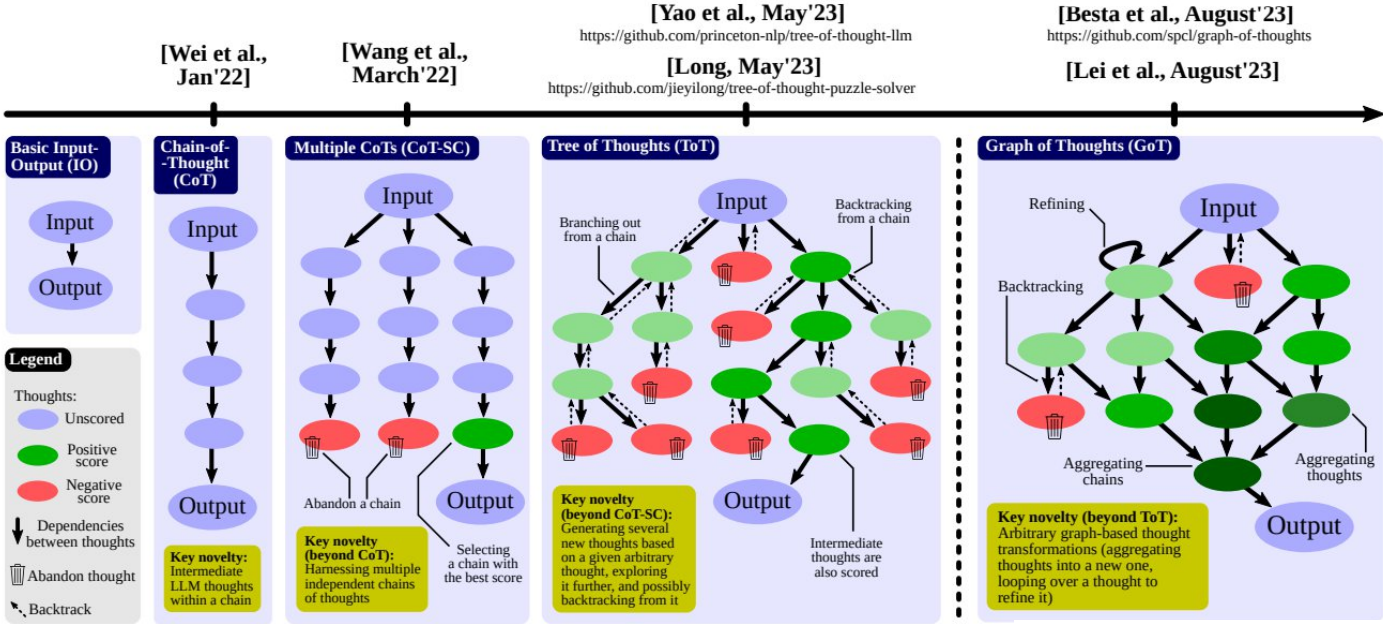 [Wei et al.,
Jan'22]
[Wang et al.,
March'22]
[Yao et al., May'23]
https://github.com/princeton-nlp/tree-of-thought-llm
[Long, May'23]
https://github.com/jieyilong/tree-of-thought-puzzle-solver
[Besta et al., August'23]
https://github.com/spcl/graph-of-thoughts
[Lei et al., August'23]
Basic Input-
Output (IO)
Input
Output
Legend
Thoughts:
Unscored
Positive
score
Negative
score
Dependencies
between thoughts
Abandon thought
Backtrack
Chain-of-
-Thought
(CoT)
Input
Output
Key novelty:
Intermediate
LLM thoughts
within a chain
Multiple CoTs (CoT-SC)
Input
Abandon a chain
Output
Key novelty
(beyond CoT):
Harnessing multiple
independent chains
of thoughts
Selecting
a chain with
the best score
Tree of Thoughts (ToT)
Input
Branching out
from a chain
Backtracking
from a chain
Output
Key novelty
(beyond CoT-SC):
Generating several
new thoughts based
on a given arbitrary
thought, exploring
it further, and possibly
backtracking from it
Intermediate
thoughts are
also scored
Graph of Thoughts (GoT)
Refining
Input
Backtracking
Aggregating
chains
Aggregating
thoughts
Output
Key novelty (beyond ToT):
Arbitrary graph-based thought
transformations (aggregating
thoughts into a new one,
looping over a thought to
refine it)